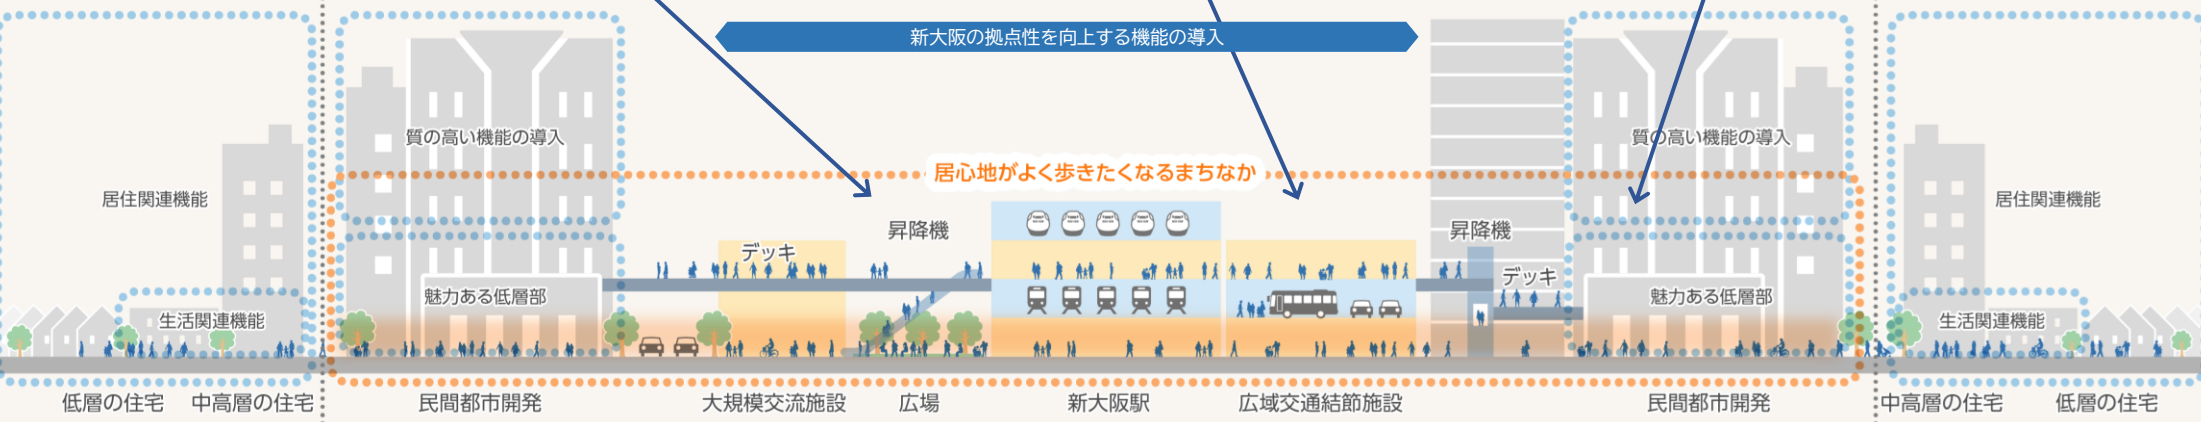 新大阪の拠点性を向上する機能の導入
質の高い機能の導入
質の高い機能の導入
居心地がよく歩きたくなるまちなか
居住関連機能
居住関連機能
昇降機
昇降機
デッキ
デッキ
魅力ある低層部
魅力ある低層部
生活関連機能
生活関連機能
低層の住宅
中高層の住宅
民間都市開発
大規模交流施設
広場
新大阪駅
広域交通結節施設
民間都市開発
中高層の住宅
低層の住宅